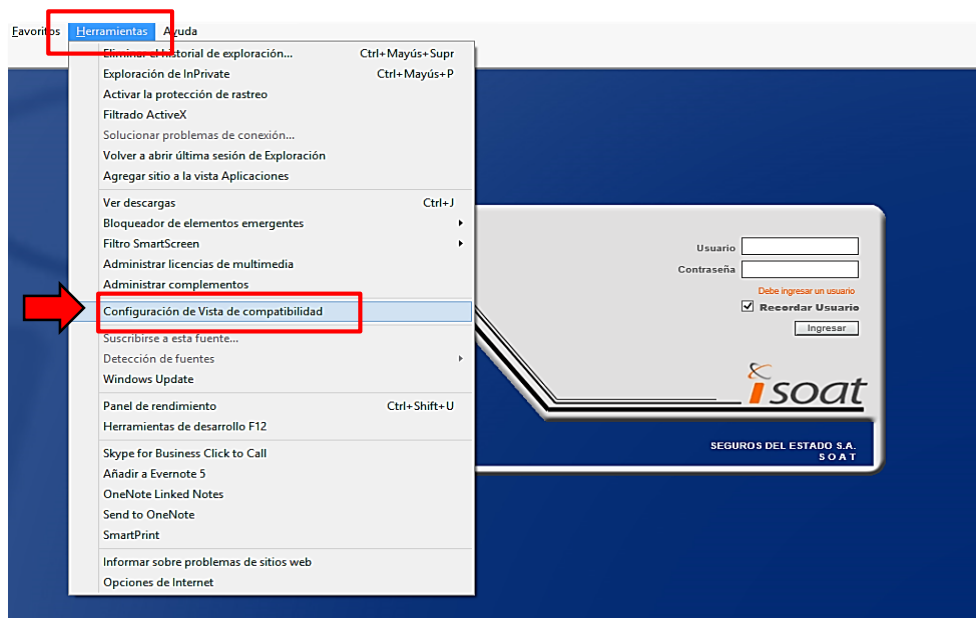 Favoritos Herramientas Ayuda
Eliminar el historial de exploración... Ctrl+Mayús+Supr
Exploración de InPrivate Ctrl+Mayús+P
Activar la protección de rastreo
Filtrado ActiveX
Solucionar problemas de conexión...
Volver a abrir última sesión de Exploración
Agregar sitio a la vista Aplicaciones
Ver descargas Ctrl+J
Bloqueador de elementos emergentes
Filtro SmartScreen
Administrar licencias de multimedia
Administrar complementos
Configuración de Vista de compatibilidad
Suscribirse a esta fuente...
Detección de fuentes
Windows Update
Panel de rendimiento Ctrl+Shift+U
Herramientas de desarrollo F12
Skype for Business Click to Call
Añadir a Evernote 5
OneNote Linked Notes
Send to OneNote
SmartPrint
Informar sobre problemas de sitios web
Opciones de Internet
Usuario
Contraseña
Debe ingresar un usuario
Recordar Usuario
Ingresar
isoat
SEGUROS DEL ESTADO S.A.
S O A T